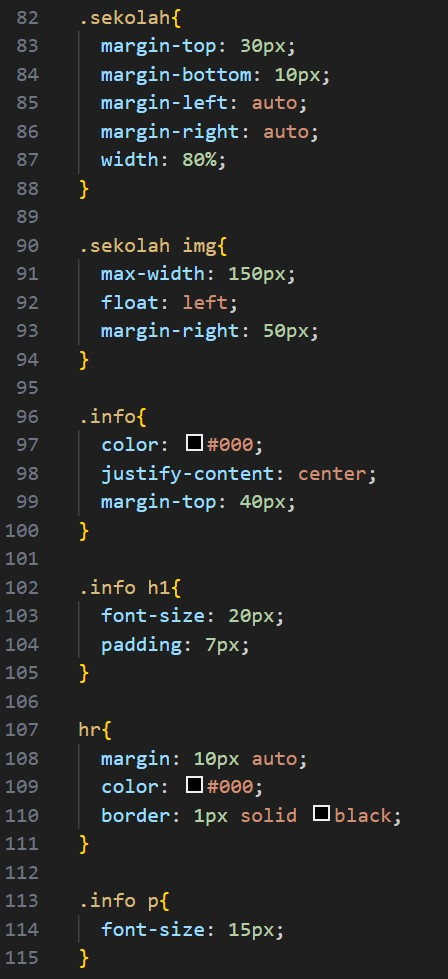 82 .sekolah{
83 margin-top: 30px;
84 margin-bottom: 10px;
85 margin-left: auto;
86 margin-right: auto;
87 width: 80%;
88 }
89
90 .sekolah img{
91 max-width: 150px;
92 float: left;
93 margin-right: 50px;
94 }
95
96 .info{
97 color: #000;
98 justify-content: center;
99 margin-top: 40px;
100 }
101
102 .info h1{
103 font-size: 20px;
104 padding: 7px;
105 }
106
107 hr{
108 margin: 10px auto;
109 color: #000;
110 border: 1px solid black;
111 }
112
113 .info p{
114 font-size: 15px;
115 }